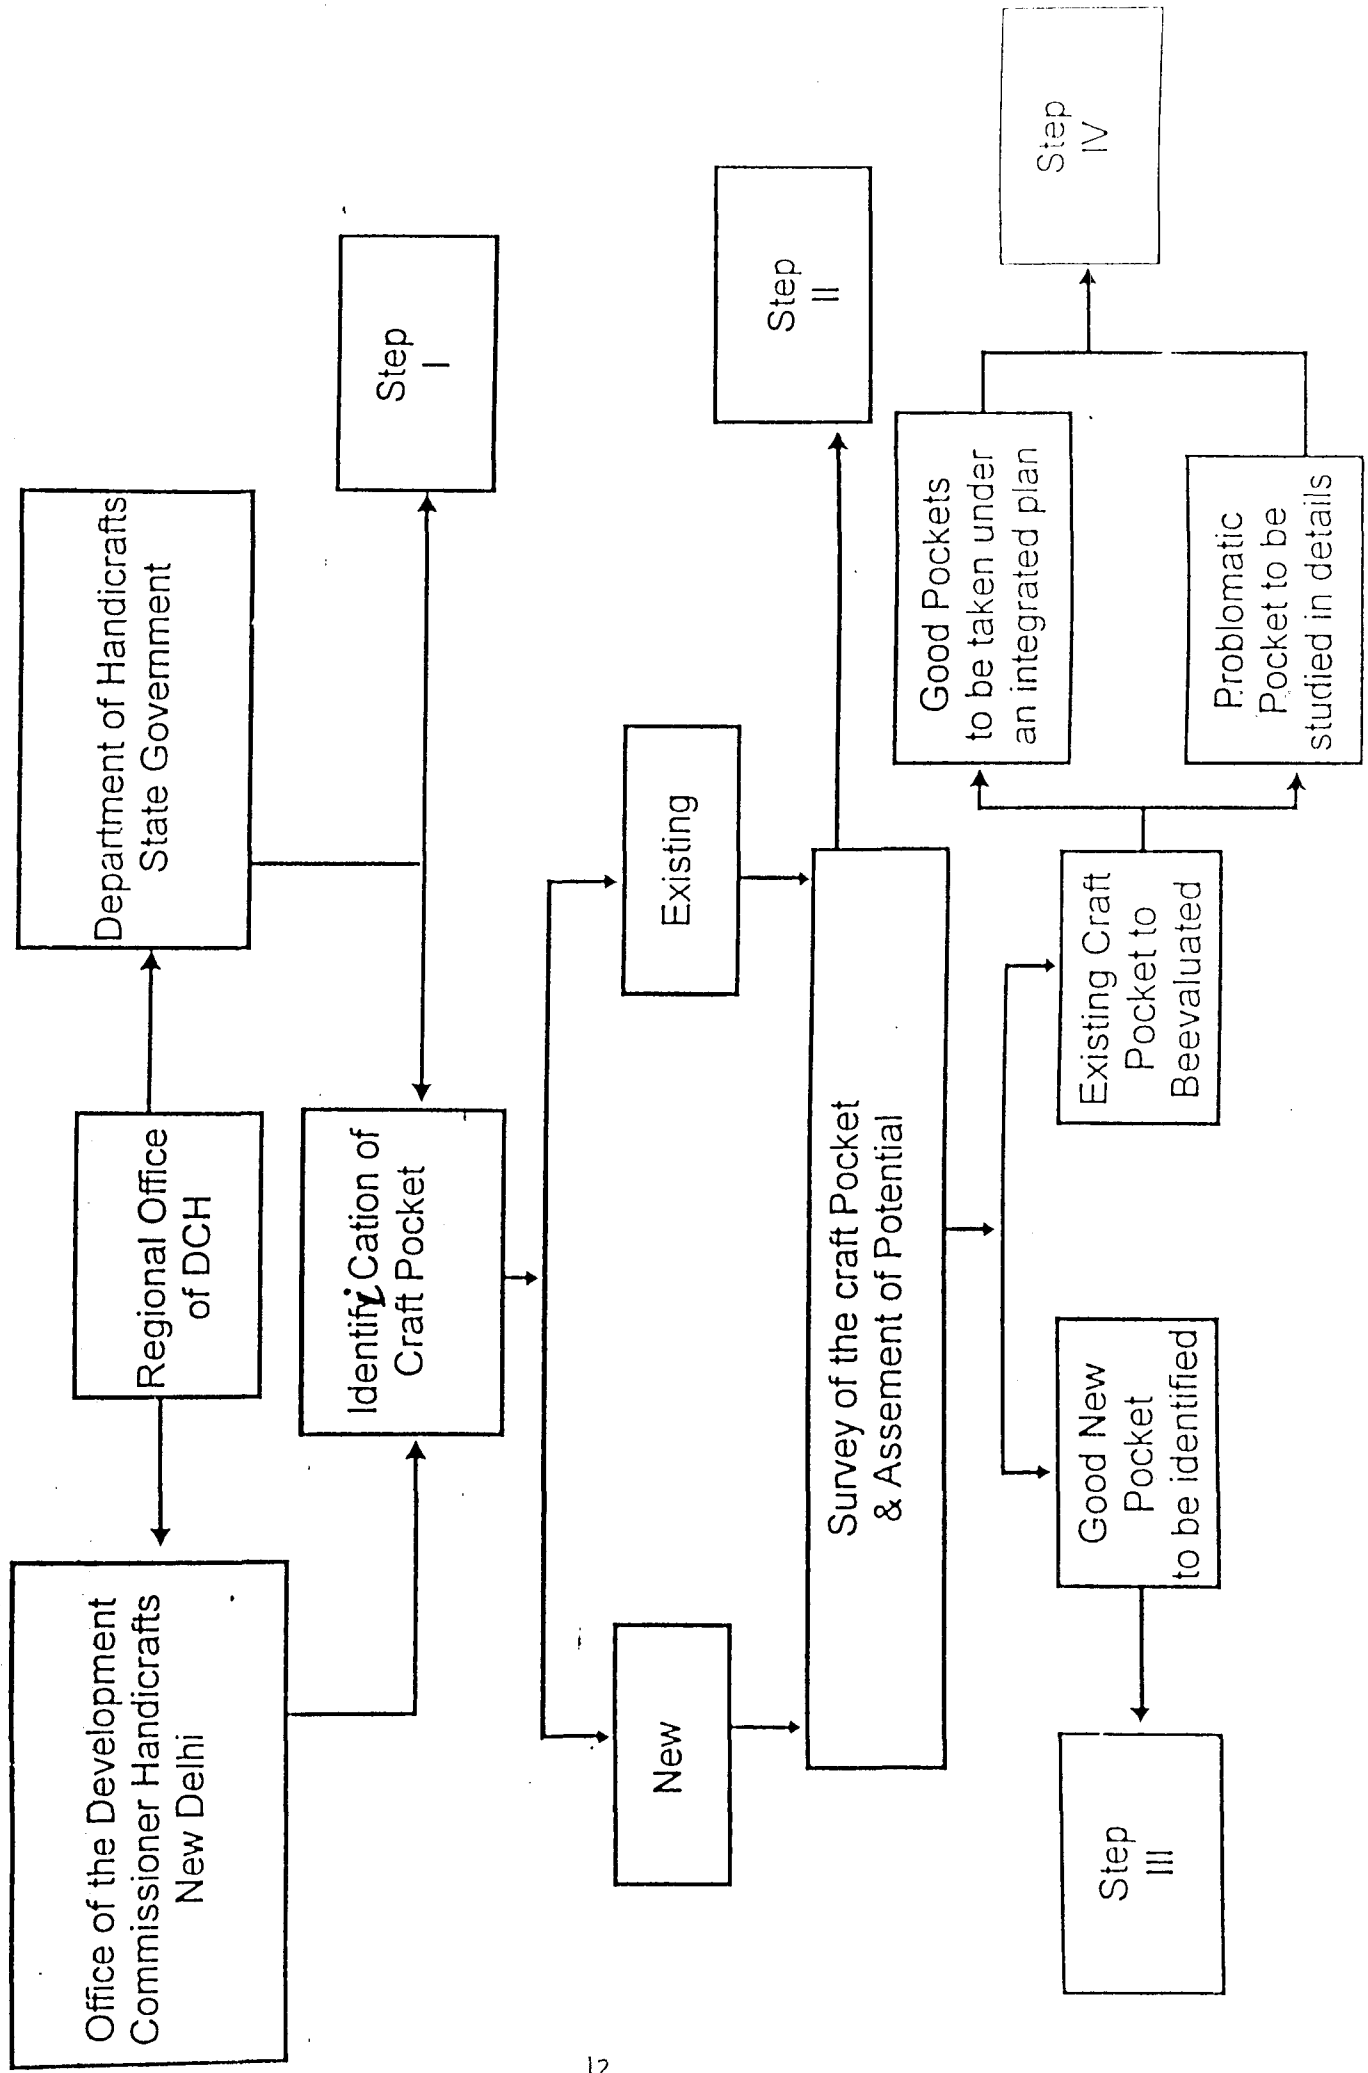 Office of the Development
Commissioner Handicrafts
New Delhi
Regional Office
of DCH
Department of Handicrafts
State Government
Identifi Cation of
Craft Pocket
Step
I
New
Existing
Survey of the craft Pocket
& Assement of Potential
Step
II
Good New
Pocket
to be identified
Existing Craft
Pocket to
Beevaluated
Good Pockets
to be taken under
an integrated plan
Problomatic
Pocket to be
studied in details
Step
III
Step
IV
12